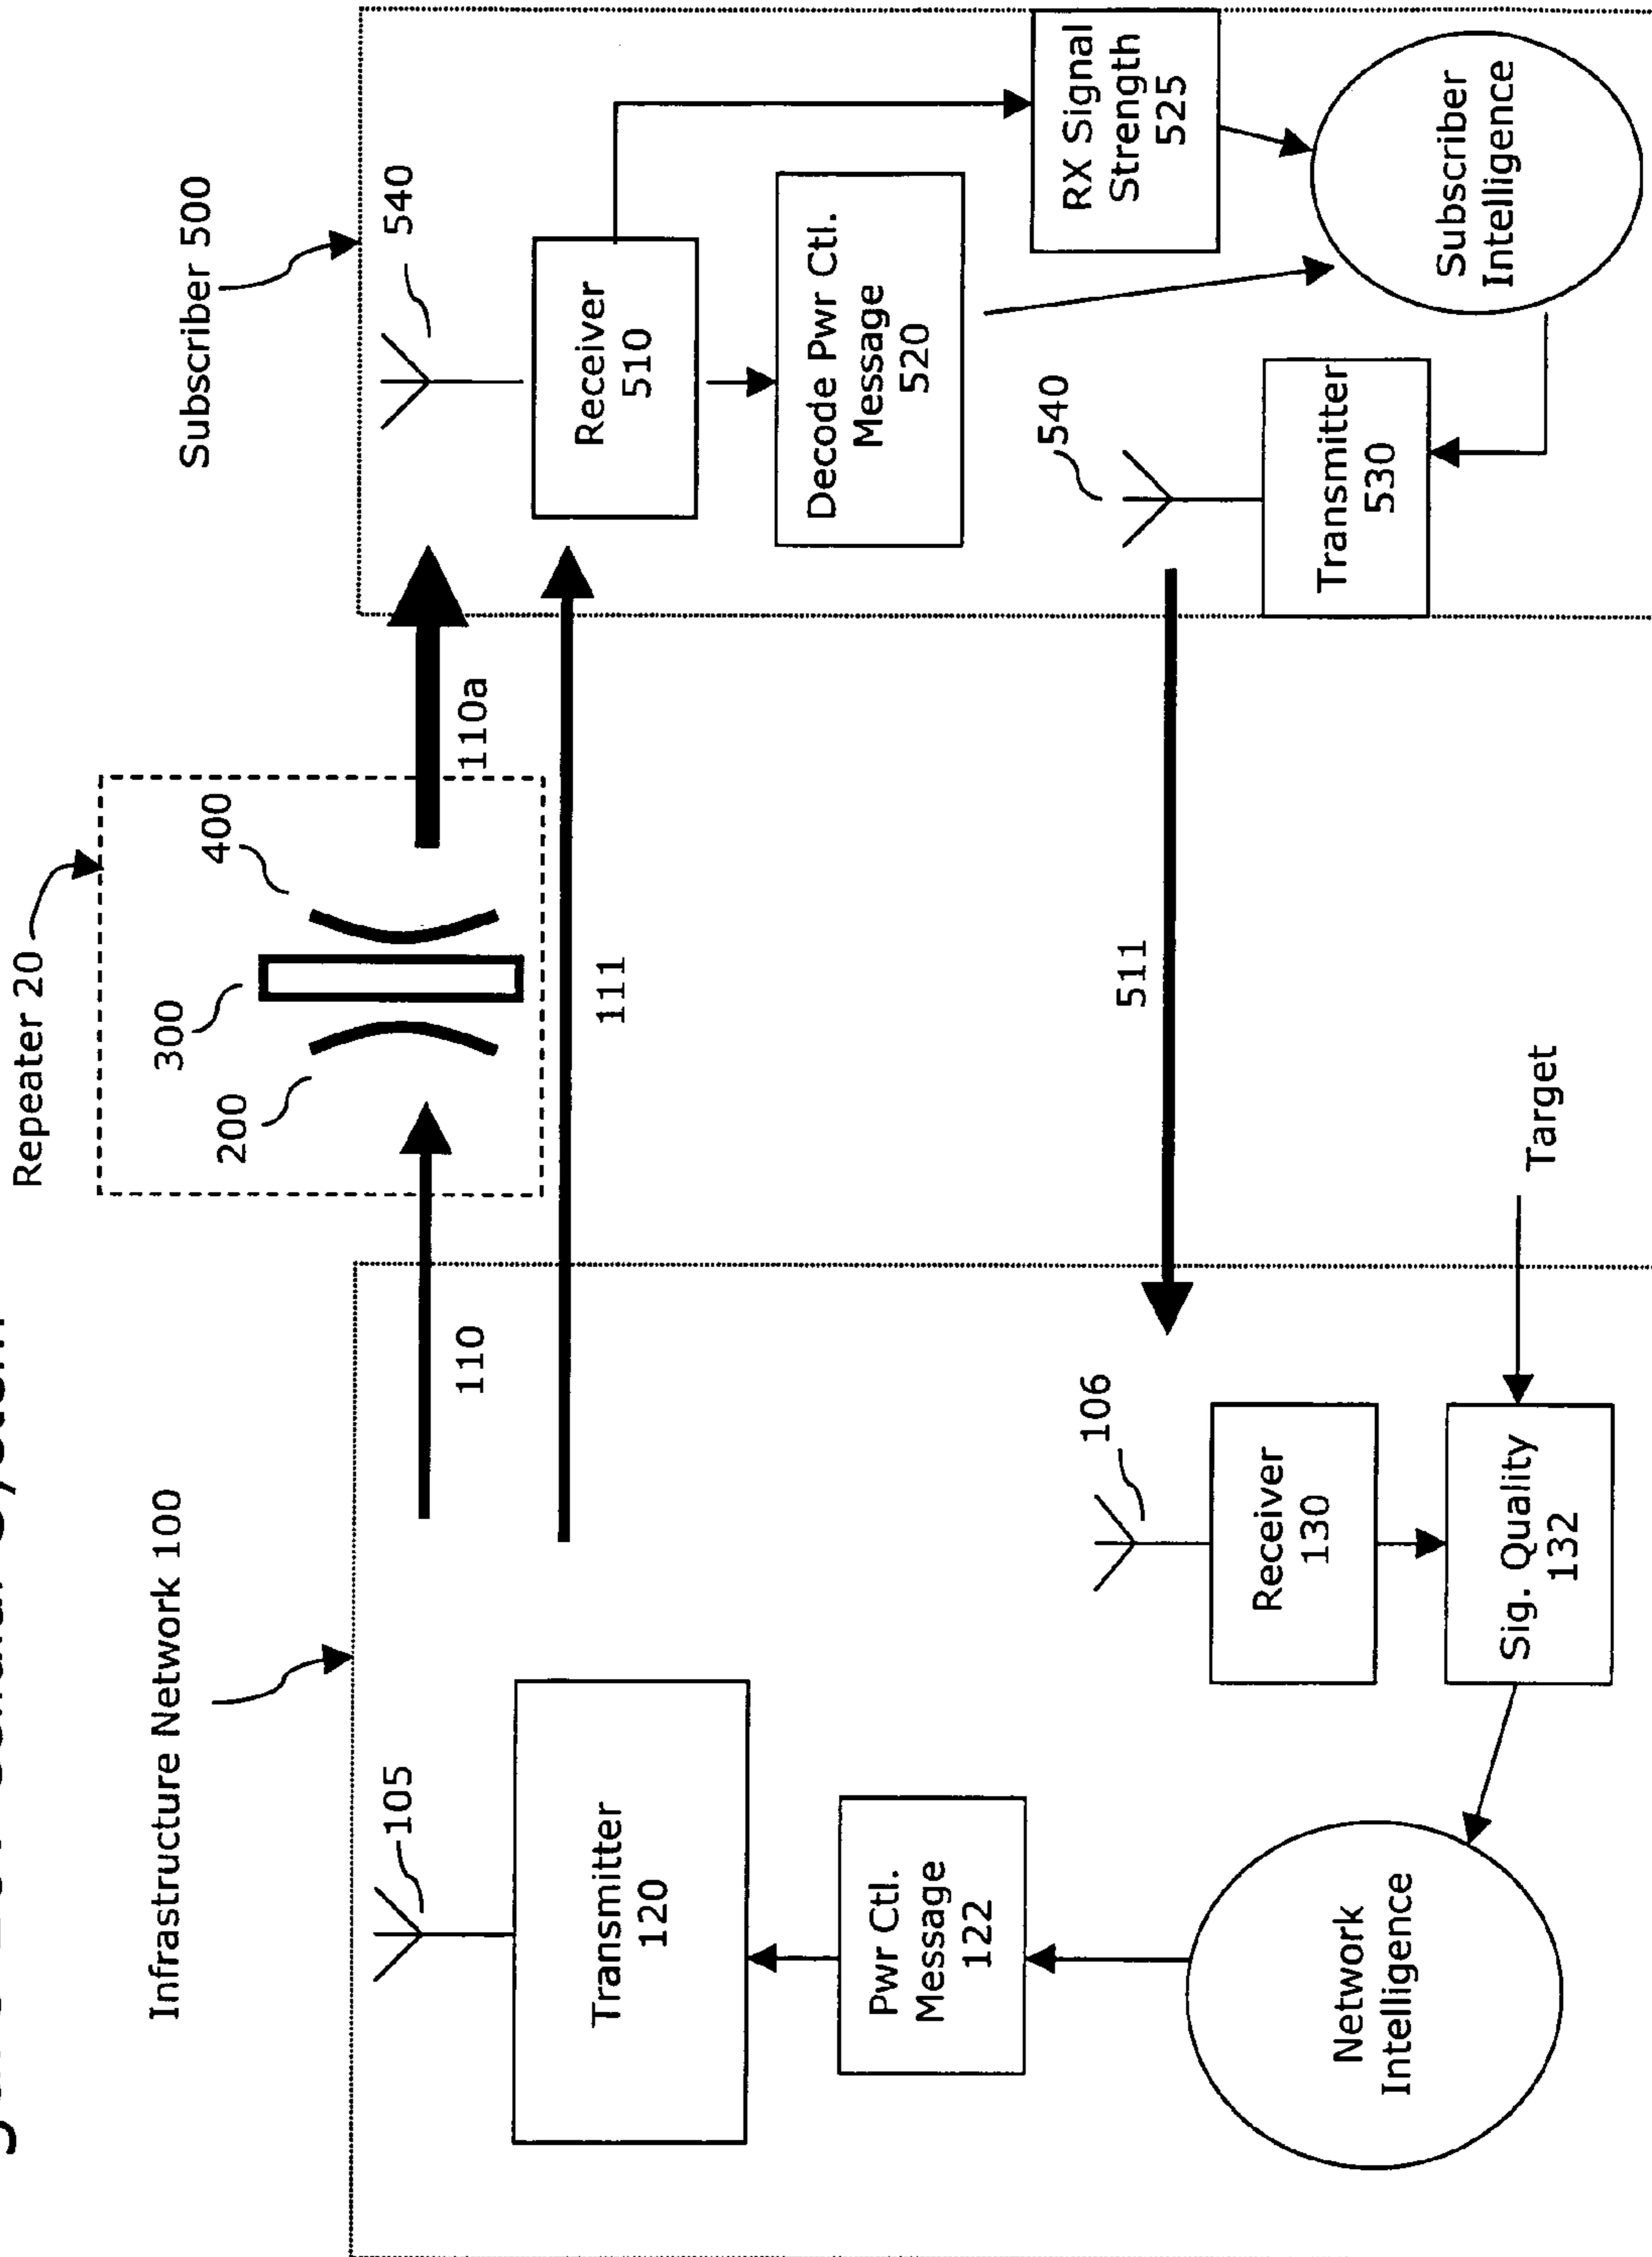 Repeater 20
Infrastructure Network 100
Subscriber 500
200
300
400
105
110
110a
540
Transmitter
120
111
Receiver
510
Pwr Ctl.
Message
122
Decode Pwr Ctl.
Message
520
106
511
540
RX Signal
Strength
525
Receiver
130
Transmitter
530
Network
Intelligence
Sig. Quality
132
Target
Subscriber
Intelligence